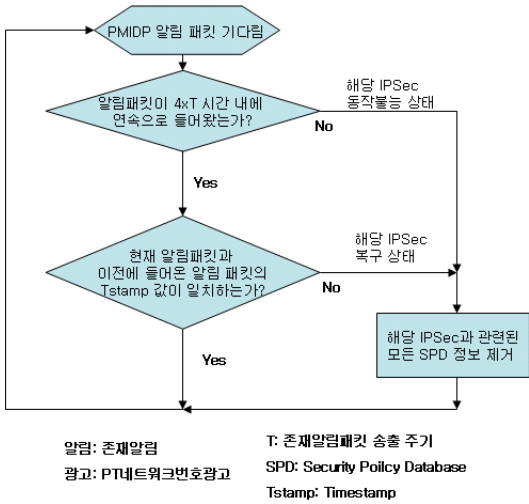 PMIDP 알림 패킷 기다림
알림패킷이 4xT 시간 내에
연속으로 들어왔는가?
해당 IPSec
동작불능 상태
No
Yes
현재 알림패킷과
이전에 들어온 알림 패킷의
Tstamp 값이 일치하는가?
해당 IPSec
복구 상태
No
해당 IPSec과 관련된
모든 SPD 정보 제거
Yes
알림: 존재알림
광고: PT네트워크번호광고
T: 존재알림패킷 송출 주기
SPD: Security Poilcy Database
Tstamp: Timestamp